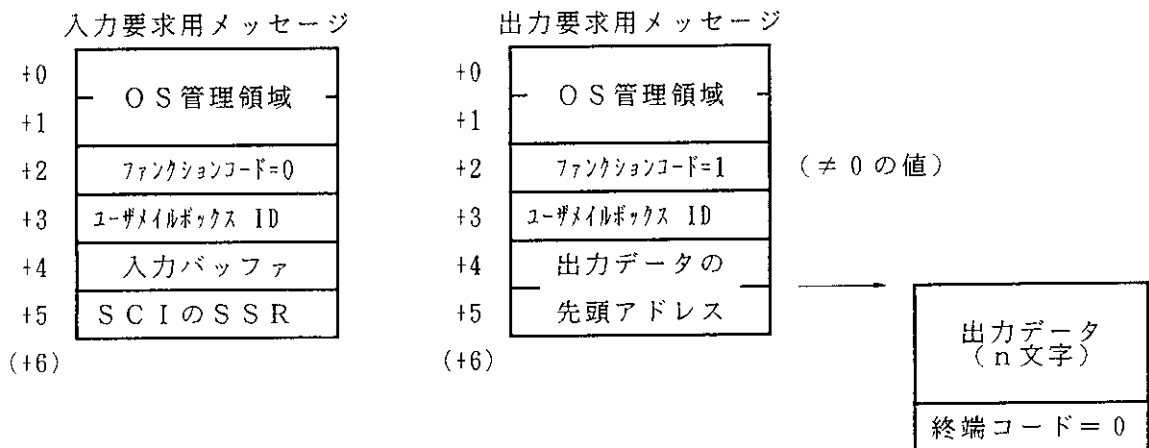 入力要求用メッセージ
+0
+1
OS管理領域
+2
ファンクションコード=0
+3
ユーザメイルボックス ID
+4
入力バッファ
+5
SCIのSSR
(+6)
出力要求用メッセージ
+0
+1
OS管理領域
+2
ファンクションコード=1
(≠0の値)
+3
ユーザメイルボックス ID
+4
出力データの
+5
先頭アドレス
(+6)
出力データ
(n文字)
終端コード=0